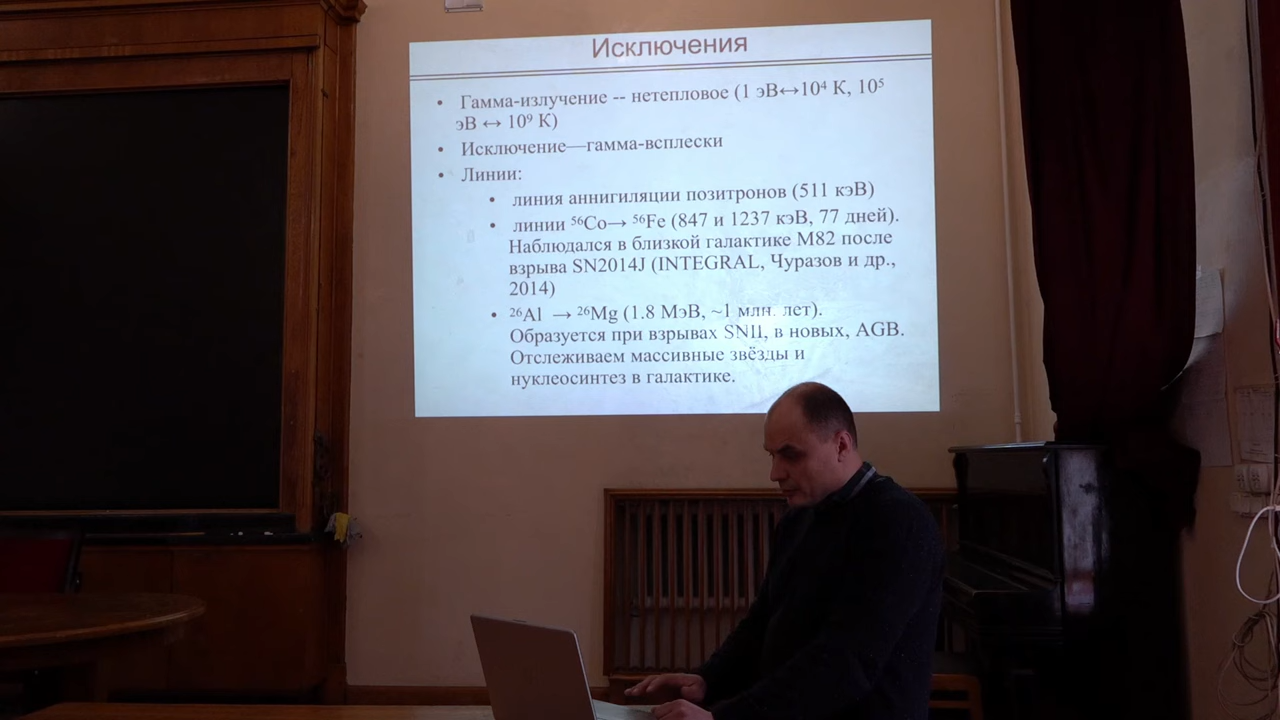 Исключения
• Гамма-излучение -- нетепловое (1 эВ↔10⁴ К, 10⁵
эВ ↔ 10⁹ К)
• Исключение—гамма-всплески
• Линии:
• линия аннигиляции позитронов (511 кэВ)
• линии ⁵⁶Co→ ⁵⁶Fe (847 и 1237 кэВ, 77 дней).
Наблюдался в близкой галактике M82 после
взрыва SN2014J (INTEGRAL, Чуразов и др.,
2014)
• ²⁶Al → ²⁶Mg (1.8 МэВ, ~1 млн. лет).
Образуется при взрывах SNII, в новых, AGB.
Отслеживаем массивные звёзды и
нуклеосинтез в галактике.